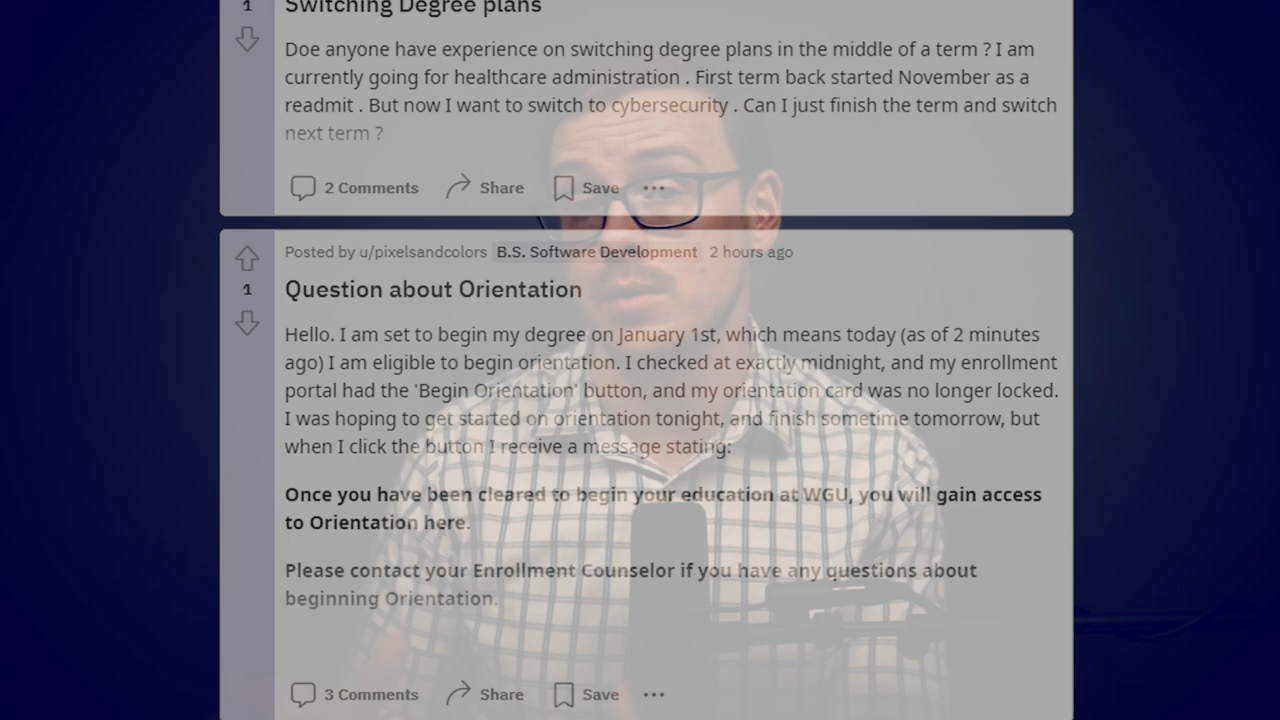 1
Switching Degree plans
Doe anyone have experience on switching degree plans in the middle of a term ? I am
currently going for healthcare administration . First term back started November as a
readmit . But now I want to switch to cybersecurity . Can I just finish the term and switch
next term ?
2 Comments Share Save •••
Posted by u/pixelsandcolors B.S. Software Development 2 hours ago
1
Question about Orientation
Hello. I am set to begin my degree on January 1st, which means today (as of 2 minutes
ago) I am eligible to begin orientation. I checked at exactly midnight, and my enrollment
portal had the 'Begin Orientation' button, and my orientation card was no longer locked.
I was hoping to get started on orientation tonight, and finish sometime tomorrow, but
when I click the button I receive a message stating:
Once you have been cleared to begin your education at WGU, you will gain access
to Orientation here.
Please contact your Enrollment Counselor if you have any questions about
beginning Orientation.
3 Comments Share Save •••